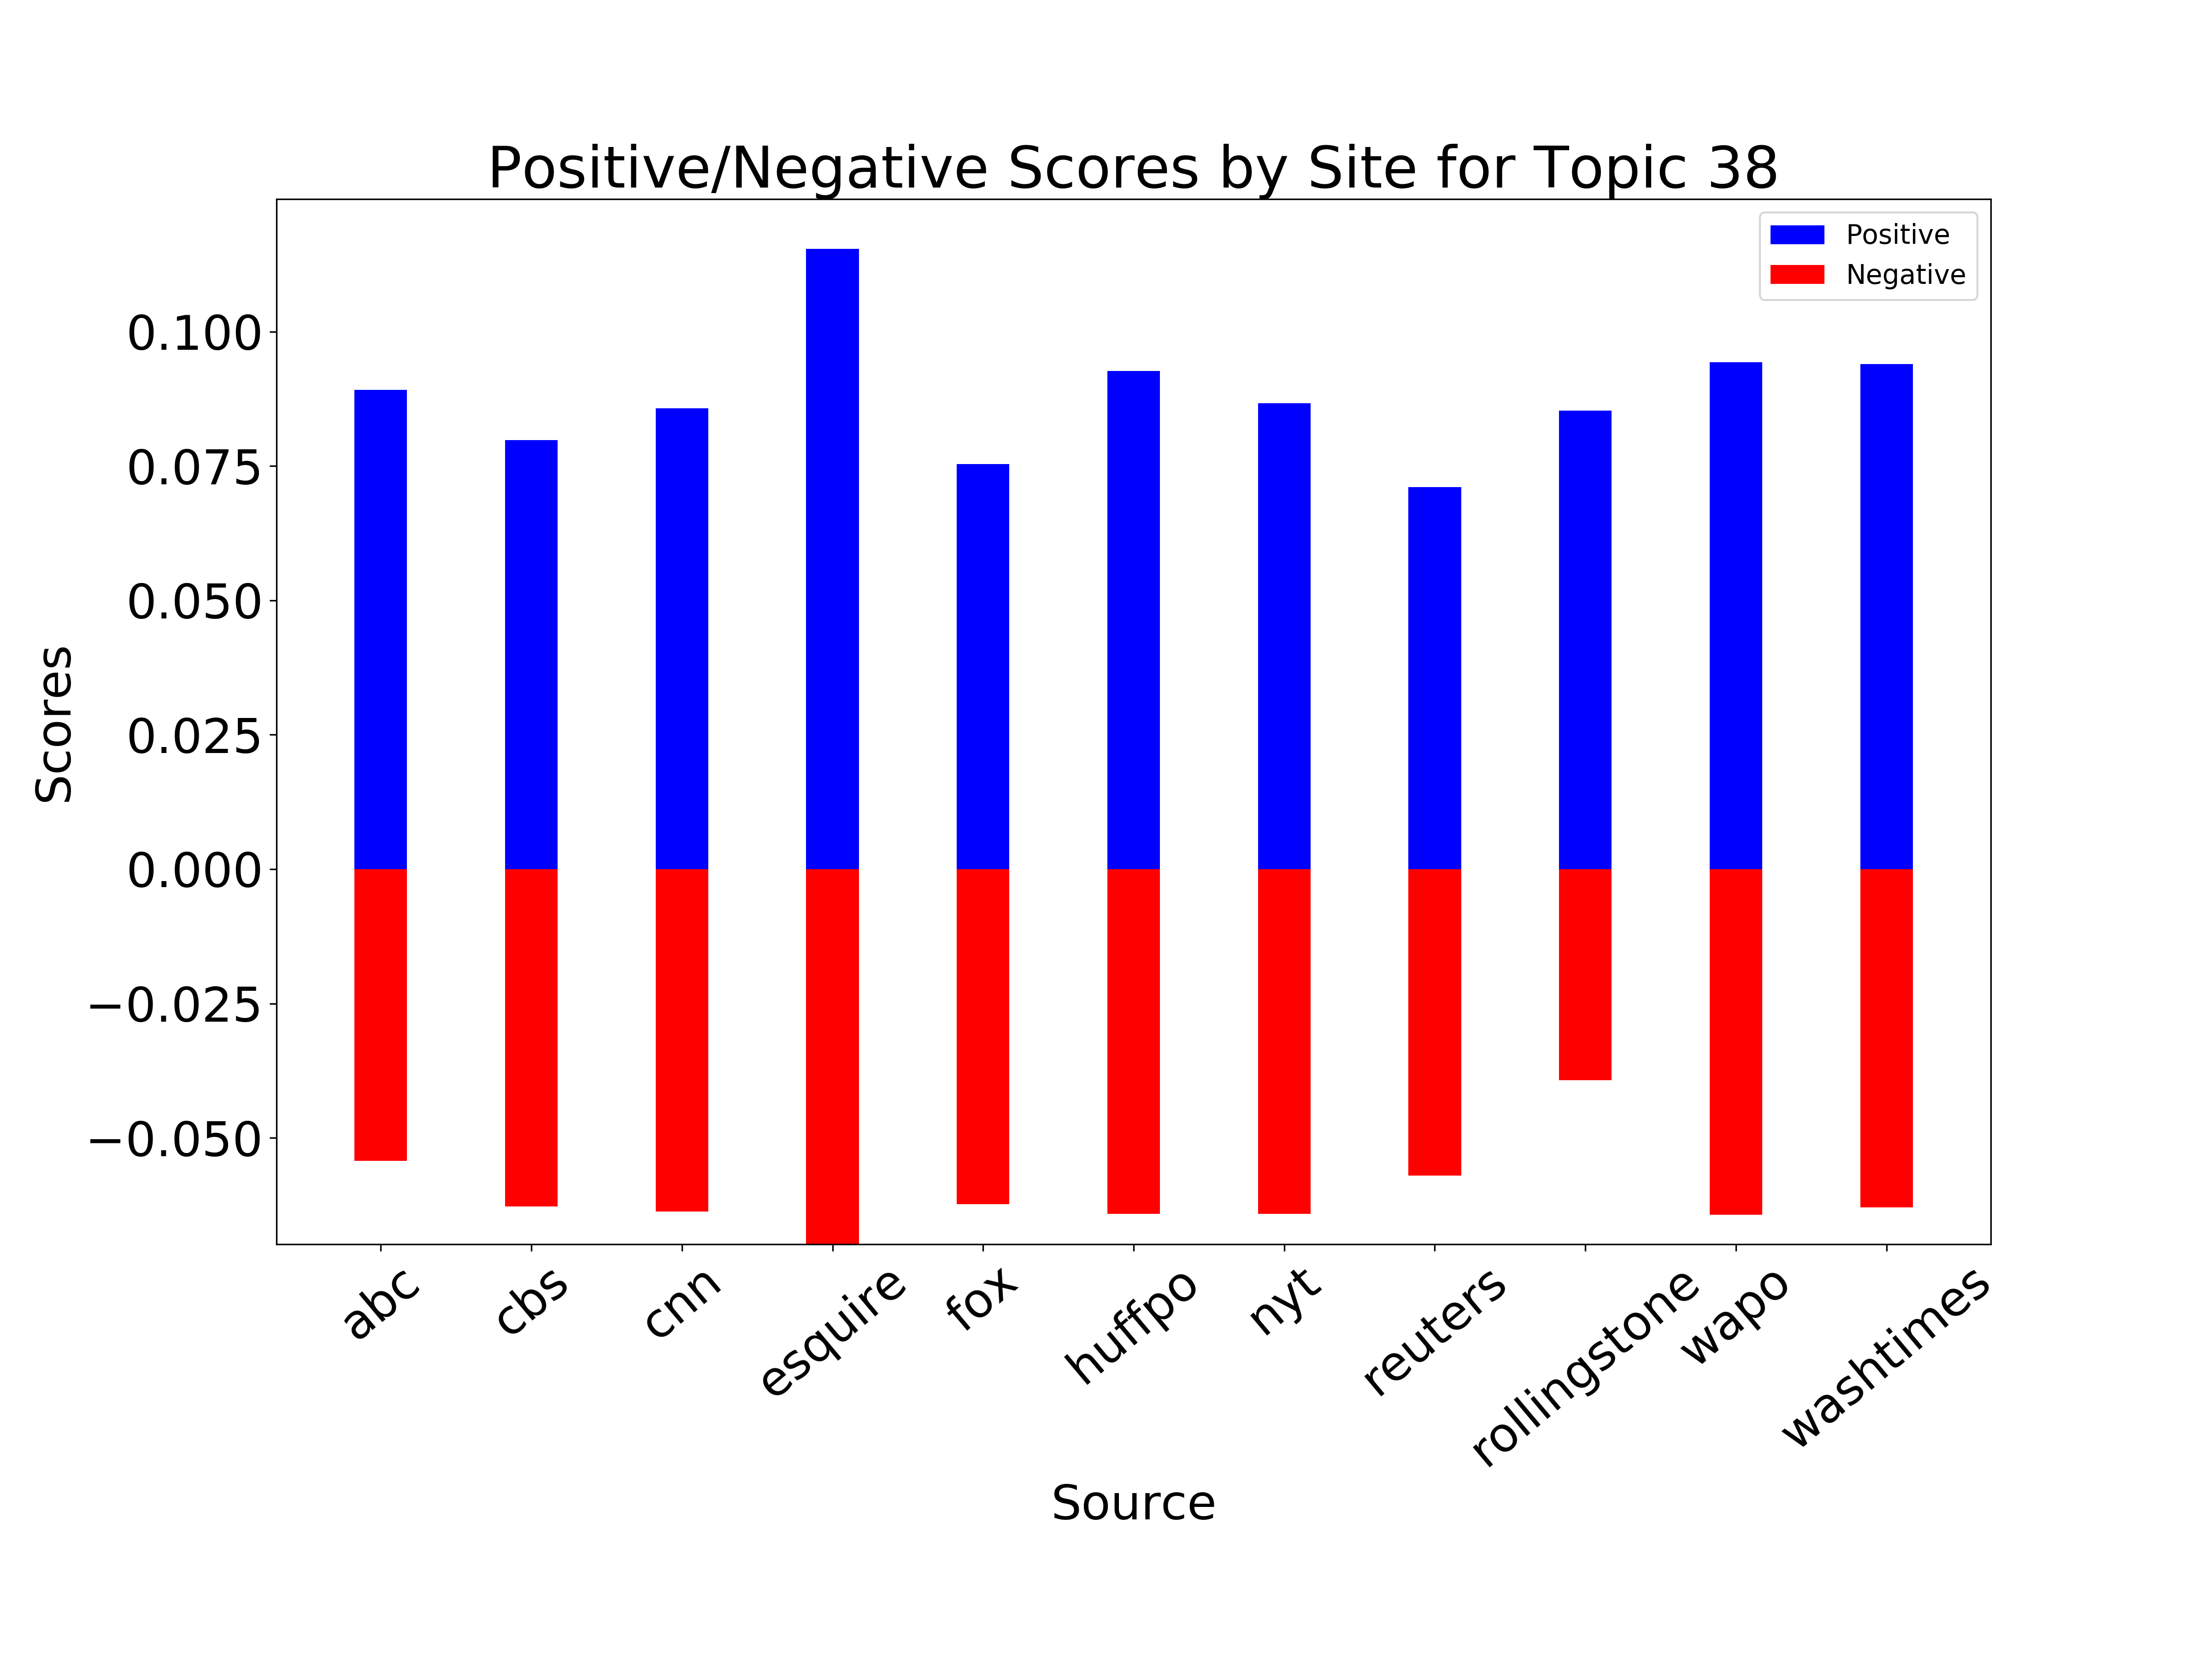 Positive/Negative Scores by Site for Topic 38
Positive
Negative
0.100
0.075
0.050
0.025
0.000
−0.025
−0.050
Scores
abc
cbs
cnn
esquire
fox
huffpo
nyt
reuters
rollingstone
wapo
washtimes
Source